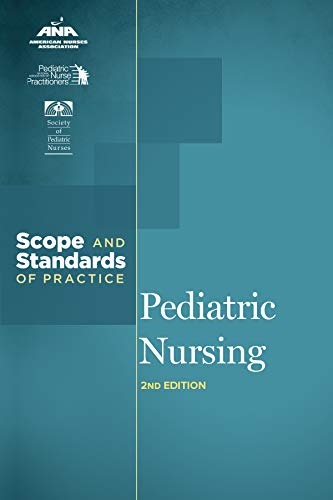 ANA
AMERICAN NURSES
ASSOCIATION
Pediatric
Nurse
Practitioners
Society
of
Pediatric
Nurses
Scope AND
Standards
OF PRACTICE
Pediatric
Nursing
2ND EDITION